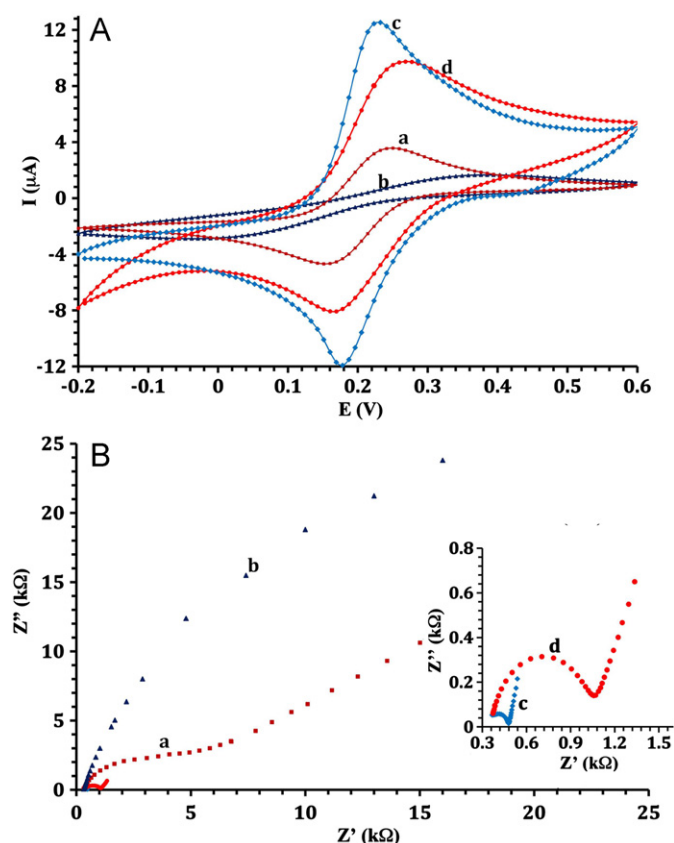 A
12
8
4
0
-4
-8
-12
I (μA)
c
d
a
b
-0.2 -0.1 0 0.1 0.2 0.3 0.4 0.5 0.6
E (V)
B
25
20
15
10
5
0
Z″ (kΩ)
b
a
0 5 10 15 20 25
Z' (kΩ)
0.8
0.6
0.4
0.2
0
Z'' (kΩ)
d
c
0.3 0.6 0.9 1.2 1.5
Z' (kΩ)